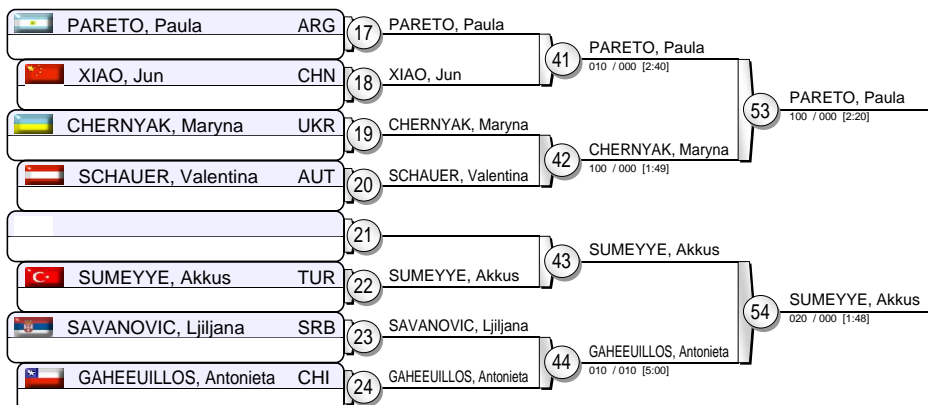 PARETO, Paula ARG
17
PARETO, Paula
41
PARETO, Paula
010 / 000 [2:40]
XIAO, Jun CHN
18
XIAO, Jun
53
PARETO, Paula
100 / 000 [2:20]
CHERNYAK, Maryna UKR
19
CHERNYAK, Maryna
42
CHERNYAK, Maryna
100 / 000 [1:49]
SCHAUER, Valentina AUT
20
SCHAUER, Valentina
21
43
SUMEYYE, Akkus
SUMEYYE, Akkus TUR
22
SUMEYYE, Akkus
54
SUMEYYE, Akkus
020 / 000 [1:48]
SAVANOVIC, Ljiljana SRB
23
SAVANOVIC, Ljiljana
44
GAHEEUILLOS, Antonieta
010 / 010 [5:00]
GAHEEUILLOS, Antonieta CHI
24
GAHEEUILLOS, Antonieta